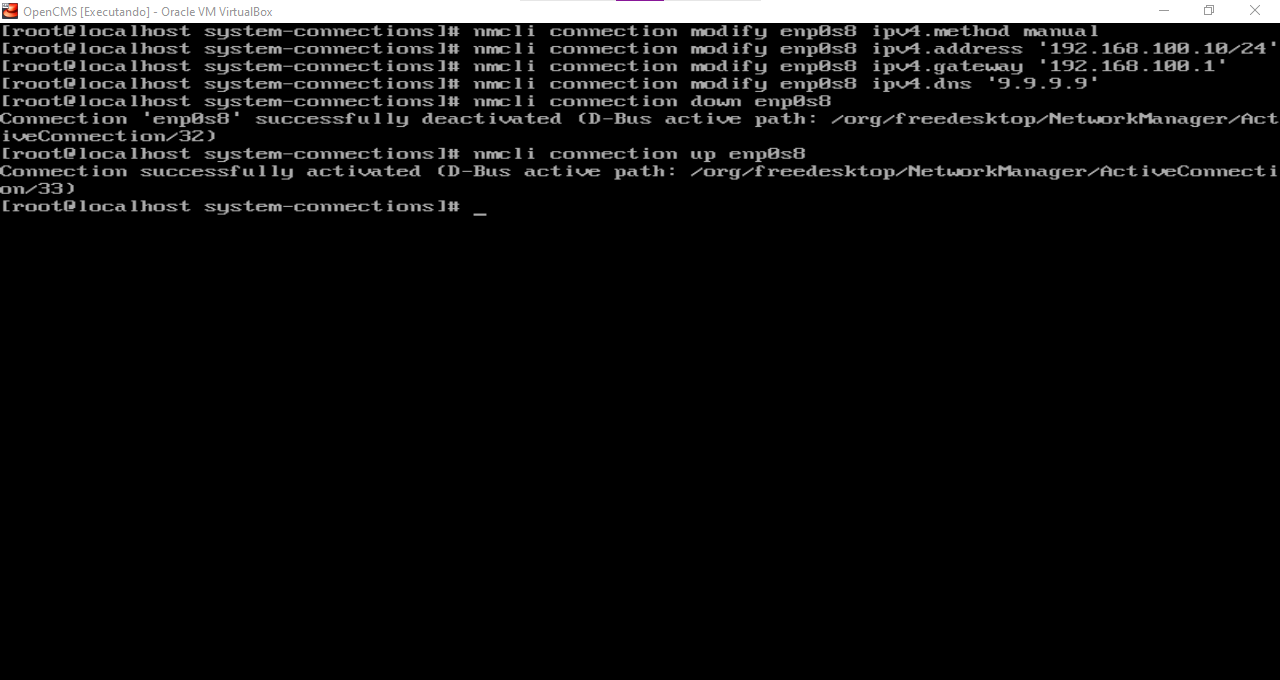 OpenCMS [Executando] - Oracle VM VirtualBox
[root@localhost system-connections]# nmcli connection modify enp0s8 ipv4.method manual
[root@localhost system-connections]# nmcli connection modify enp0s8 ipv4.address '192.168.100.10/24'
[root@localhost system-connections]# nmcli connection modify enp0s8 ipv4.gateway '192.168.100.1'
[root@localhost system-connections]# nmcli connection modify enp0s8 ipv4.dns '9.9.9.9'
[root@localhost system-connections]# nmcli connection down enp0s8
Connection 'enp0s8' successfully deactivated (D-Bus active path: /org/freedesktop/NetworkManager/Act
iveConnection/32)
[root@localhost system-connections]# nmcli connection up enp0s8
Connection successfully activated (D-Bus active path: /org/freedesktop/NetworkManager/ActiveConnecti
on/33)
[root@localhost system-connections]# _